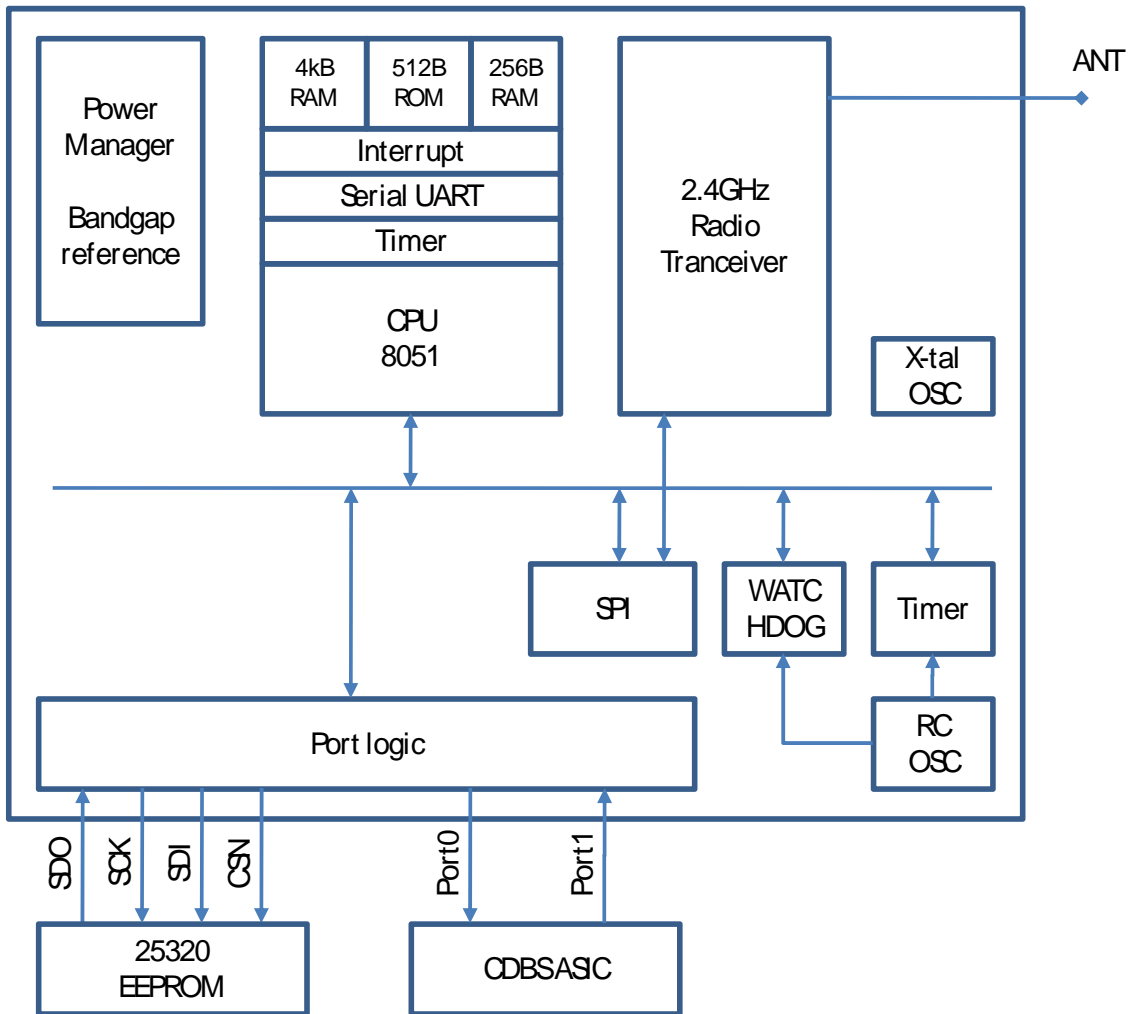 Power
Manager
Bandgap
reference
4kB
RAM
512B
ROM
256B
RAM
Interrupt
Serial UART
Timer
CPU
8051
2.4GHz
Radio
Tranceiver
ANT
X-tal
OSC
SPI
WATC
HDOG
Timer
RC
OSC
Port logic
SDO
SCK
SDI
CSN
Port0
Port1
25320
EEPROM
CDBSASIC